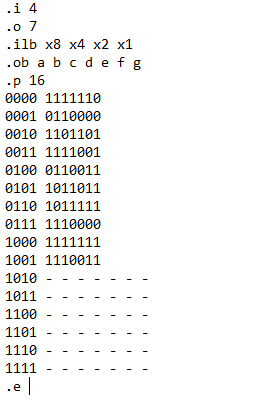 .i 4
.o 7
.ilb x8 x4 x2 x1
.ob a b c d e f g
.p 16
0000 1111110
0001 0110000
0010 1101101
0011 1111001
0100 0110011
0101 1011011
0110 1011111
0111 1110000
1000 1111111
1001 1110011
1010 - - - - - - -
1011 - - - - - - -
1100 - - - - - - -
1101 - - - - - - -
1110 - - - - - - -
1111 - - - - - - -
.e